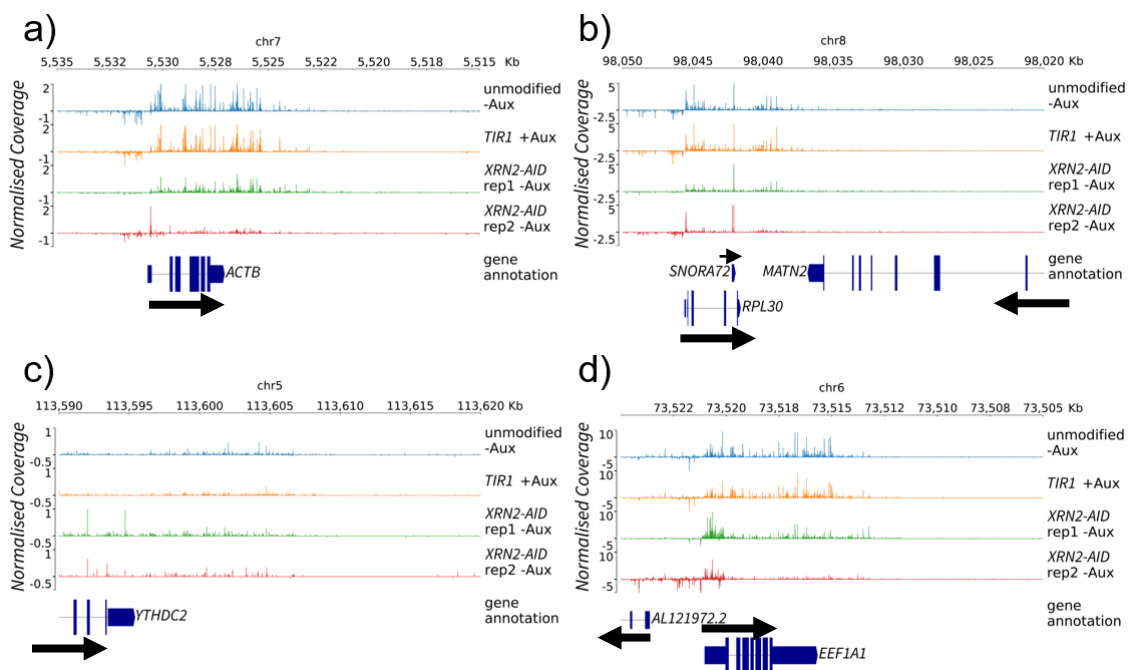 a)
chr7
5,535 5,532 5,530 5,528 5,525 5,522 5,520 5,518 5,515 Kb
Normalised Coverage
2
-1
unmodified
-Aux
2
-1
TIR1 +Aux
2
-1
XRN2-AID
rep1 -Aux
2
-1
XRN2-AID
rep2 -Aux
ACTB
gene
annotation
b)
chr8
98,050 98,045 98,040 98,035 98,030 98,025 98,020 Kb
Normalised Coverage
5
-2.5
unmodified
-Aux
5
-2.5
TIR1 +Aux
5
-2.5
XRN2-AID
rep1 -Aux
5
-2.5
XRN2-AID
rep2 -Aux
SNORA72 MATN2
gene
annotation
RPL30
c)
chr5
113,590 113,595 113,600 113,605 113,610 113,615 113,620 Kb
Normalised Coverage
1
-0.5
unmodified
-Aux
1
-0.5
TIR1 +Aux
1
-0.5
XRN2-AID
rep1 -Aux
1
-0.5
XRN2-AID
rep2 -Aux
YTHDC2
gene
annotation
d)
chr6
73,522 73,520 73,518 73,515 73,512 73,510 73,508 73,505 Kb
Normalised Coverage
10
-5
unmodified
-Aux
10
-5
TIR1 +Aux
10
-5
XRN2-AID
rep1 -Aux
10
-5
XRN2-AID
rep2 -Aux
AL121972.2
gene
annotation
EEF1A1